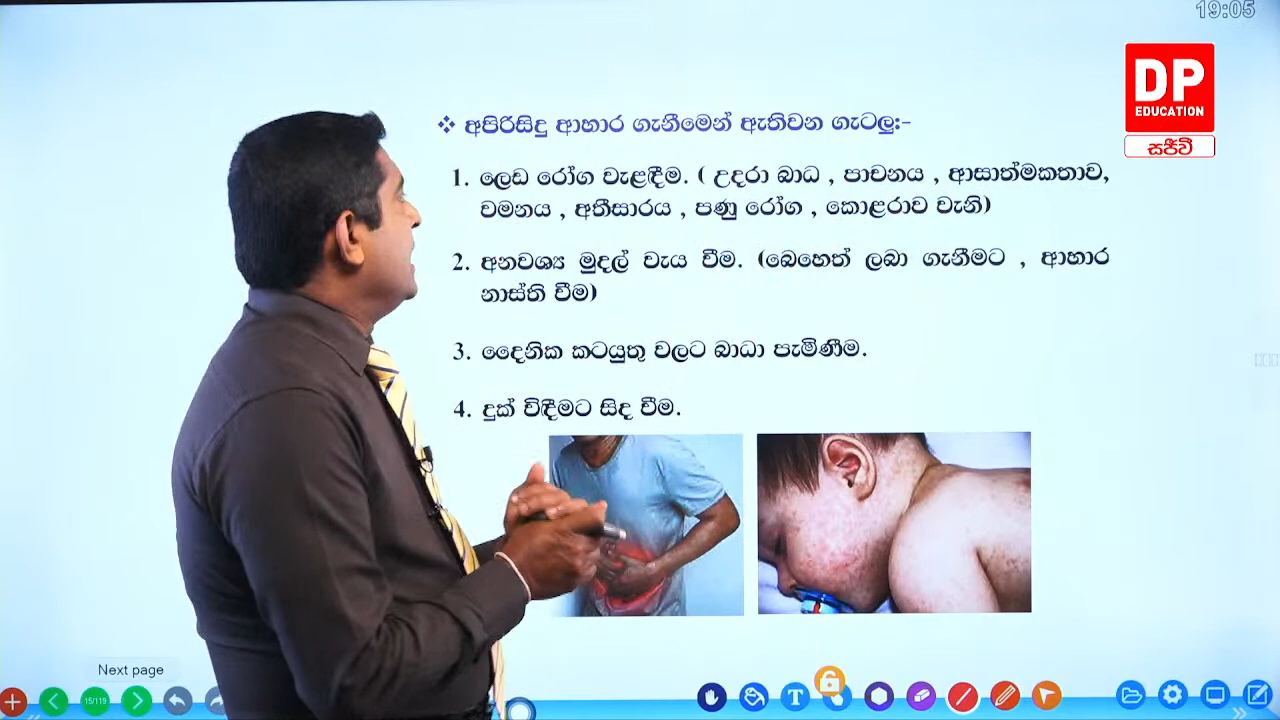 19:05
DP
EDUCATION
සජීවී
❖ අපිරිසිදු ආහාර ගැනීමෙන් ඇතිවන ගැටලු:-
1. ලෙඩ රෝග වැළඳීම. ( උදරා බාධ , පාචනය , ආසාත්මකතාව,
වමනය , අතීසාරය , පණු රෝග , කොළරාව වැනි)
2. අනවශ්‍ය මුදල් වැය වීම. (බෙහෙත් ලබා ගැනීමට , ආහාර
නාස්ති වීම)
3. දෛනික කටයුතු වලට බාධා පැමිණීම.
4. දුක් විඳීමට සිද වීම.
Next page
15/119
T